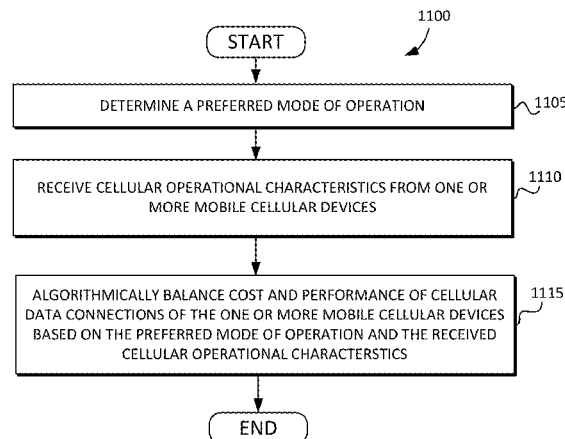 START
1100
DETERMINE A PREFERRED MODE OF OPERATION
1105
RECEIVE CELLULAR OPERATIONAL CHARACTERISTICS FROM ONE OR
MORE MOBILE CELLULAR DEVICES
1110
ALGORITHMICALLY BALANCE COST AND PERFORMANCE OF CELLULAR
DATA CONNECTIONS OF THE ONE OR MORE MOBILE CELLULAR DEVICES
BASED ON THE PREFERRED MODE OF OPERATION AND THE RECEIVED
CELLULAR OPERATIONAL CHARACTERSTICS
1115
END